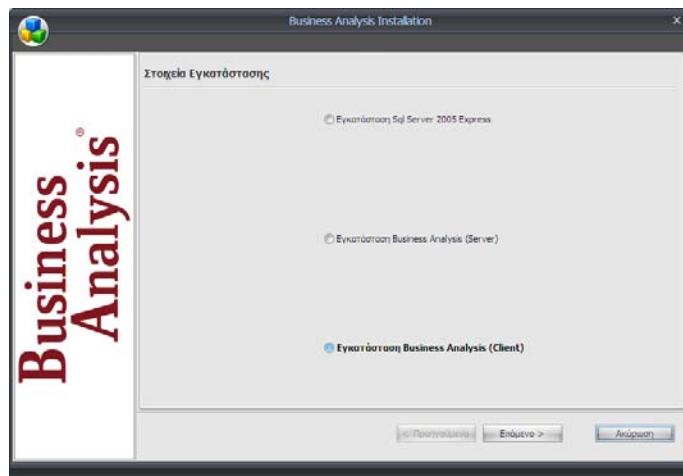 Business Analysis Installation
Στοιχεία Εγκατάστασης
Εγκατάσταση Sql Server 2005 Express
Εγκατάσταση Business Analysis (Server)
Εγκατάσταση Business Analysis (Client)
Business
Analysis®
< Προηγούμενο
Επόμενο >
Ακύρωση